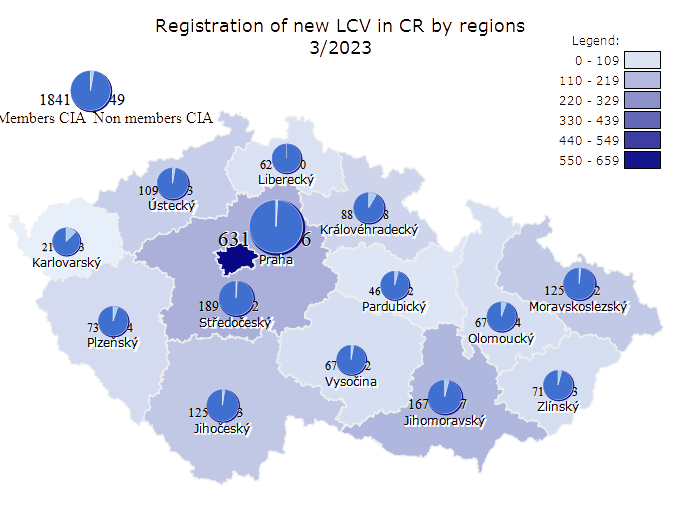 Registration of new LCV in CR by regions
3/2023
Legend:
0 - 109
110 - 219
220 - 329
330 - 439
440 - 549
550 - 659
1841 49
Members CIA Non members CIA
62 0
Liberecký
109 3
Ústecký
88 8
Královéhradecký
631 6
Praha
21 3
Karlovarský
189 2
Středočeský
46 2
Pardubický
125 2
Moravskoslezský
73 4
Plzeňský
67 4
Olomoucký
67 2
Vysočina
71 3
Zlínský
125 3
Jihočeský
167 7
Jihomoravský